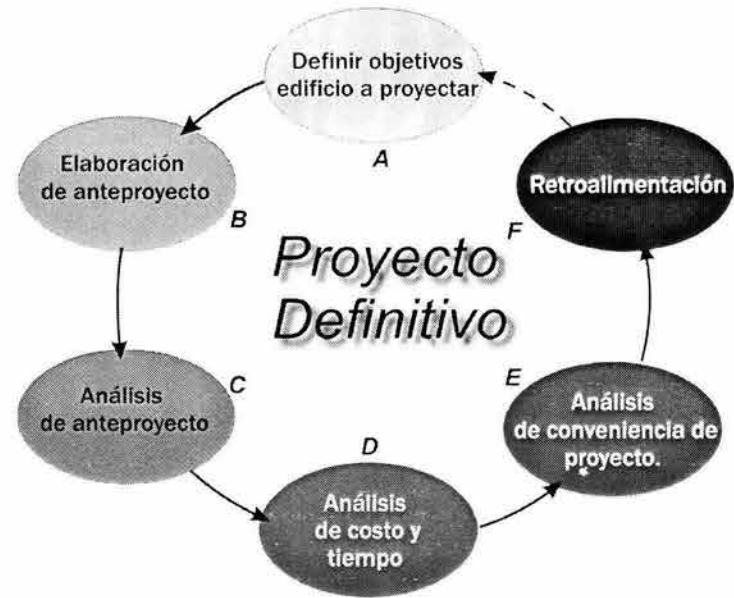 Definir objetivos
edificio a proyectar
A
Elaboración
de anteproyecto
B
Retroalimentación
F
Proyecto
Definitivo
Análisis
de anteproyecto
C
Análisis
de conveniencia de
proyecto.
E
D
Análisis
de costo y
tiempo